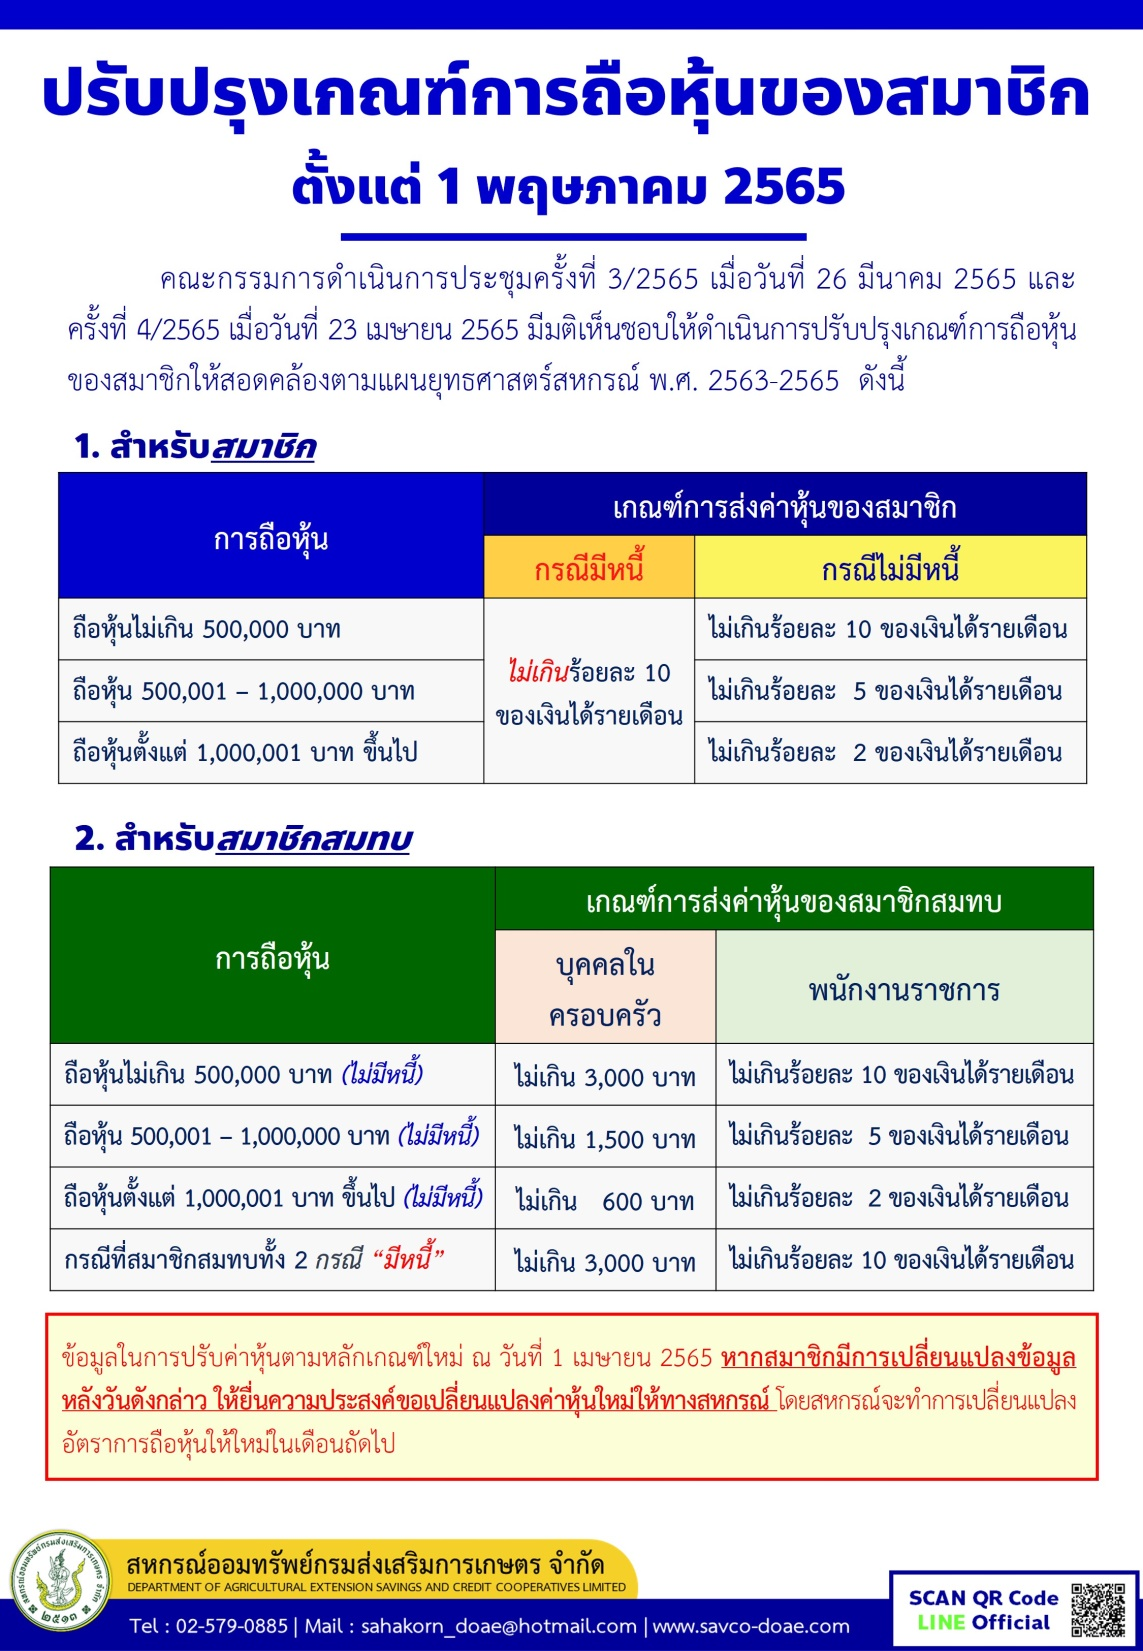 ปรับปรุงเกณฑ์การถือหุ้นของสมาชิก
ตั้งแต่ 1 พฤษภาคม 2565
คณะกรรมการดำเนินการประชุมครั้งที่ 3/2565 เมื่อวันที่ 26 มีนาคม 2565 และ
ครั้งที่ 4/2565 เมื่อวันที่ 23 เมษายน 2565 มีมติเห็นชอบให้ดำเนินการปรับปรุงเกณฑ์การถือหุ้น
ของสมาชิกให้สอดคล้องตามแผนยุทธศาสตร์สหกรณ์ พ.ศ. 2563-2565 ดังนี้
1. สำหรับสมาชิก
การถือหุ้น
เกณฑ์การส่งค่าหุ้นของสมาชิก
กรณีมีหนี้
กรณีไม่มีหนี้
ถือหุ้นไม่เกิน 500,000 บาท
ไม่เกินร้อยละ 10
ของเงินได้รายเดือน
ไม่เกินร้อยละ 10 ของเงินได้รายเดือน
ถือหุ้น 500,001 – 1,000,000 บาท
ไม่เกินร้อยละ 5 ของเงินได้รายเดือน
ถือหุ้นตั้งแต่ 1,000,001 บาท ขึ้นไป
ไม่เกินร้อยละ 2 ของเงินได้รายเดือน
2. สำหรับสมาชิกสมทบ
การถือหุ้น
เกณฑ์การส่งค่าหุ้นของสมาชิกสมทบ
บุคคลใน
ครอบครัว
พนักงานราชการ
ถือหุ้นไม่เกิน 500,000 บาท (ไม่มีหนี้)
ไม่เกิน 3,000 บาท
ไม่เกินร้อยละ 10 ของเงินได้รายเดือน
ถือหุ้น 500,001 – 1,000,000 บาท (ไม่มีหนี้)
ไม่เกิน 1,500 บาท
ไม่เกินร้อยละ 5 ของเงินได้รายเดือน
ถือหุ้นตั้งแต่ 1,000,001 บาท ขึ้นไป (ไม่มีหนี้)
ไม่เกิน 600 บาท
ไม่เกินร้อยละ 2 ของเงินได้รายเดือน
กรณีที่สมาชิกสมทบทั้ง 2 กรณี “มีหนี้”
ไม่เกิน 3,000 บาท
ไม่เกินร้อยละ 10 ของเงินได้รายเดือน
ข้อมูลในการปรับค่าหุ้นตามหลักเกณฑ์ใหม่ ณ วันที่ 1 เมษายน 2565 หากสมาชิกมีการเปลี่ยนแปลงข้อมูล
หลังวันดังกล่าว ให้ยื่นความประสงค์ขอเปลี่ยนแปลงค่าหุ้นใหม่ให้ทางสหกรณ์ โดยสหกรณ์จะทำการเปลี่ยนแปลง
อัตราการถือหุ้นให้ใหม่ในเดือนถัดไป
สหกรณ์ออมทรัพย์กรมส่งเสริมการเกษตร จำกัด
๒๕๑๓
สหกรณ์ออมทรัพย์กรมส่งเสริมการเกษตร จำกัด
DEPARTMENT OF AGRICULTURAL EXTENSION SAVINGS AND CREDIT COOPERATIVES LIMITED
Tel : 02-579-0885 | Mail : sahakorn_doae@hotmail.com | www.savco-doae.com
SCAN QR Code
LINE Official